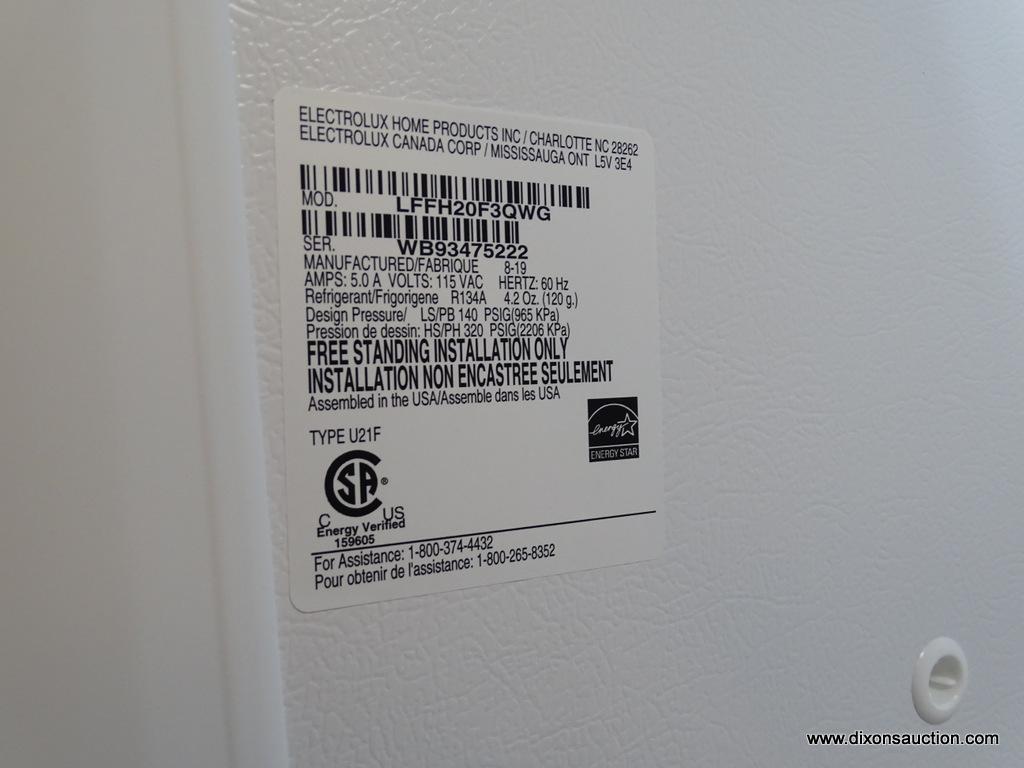 ELECTROLUX HOME PRODUCTS INC / CHARLOTTE NC 28262
ELECTROLUX CANADA CORP / MISSISSAUGA ONT L5V 3E4
MOD. LFFH20F3QWG
SER. WB93475222
MANUFACTURED/FABRIQUE 8-19
AMPS: 5.0 A VOLTS: 115 VAC HERTZ: 60 Hz
Refrigerant/Frigorigene R134A 4.2 Oz. (120 g.)
Design Pressure/ LS/PB 140 PSIG(965 KPa)
Pression de dessin: HS/PH 320 PSIG(2206 KPa)
FREE STANDING INSTALLATION ONLY
INSTALLATION NON ENCASTREE SEULEMENT
Assembled in the USA/Assemble dans les USA
TYPE U21F
energy
ENERGY STAR
CSA ®
C US
Energy Verified
159605
For Assistance: 1-800-374-4432
Pour obtenir de l'assistance: 1-800-265-8352
www.dixonsauction.com